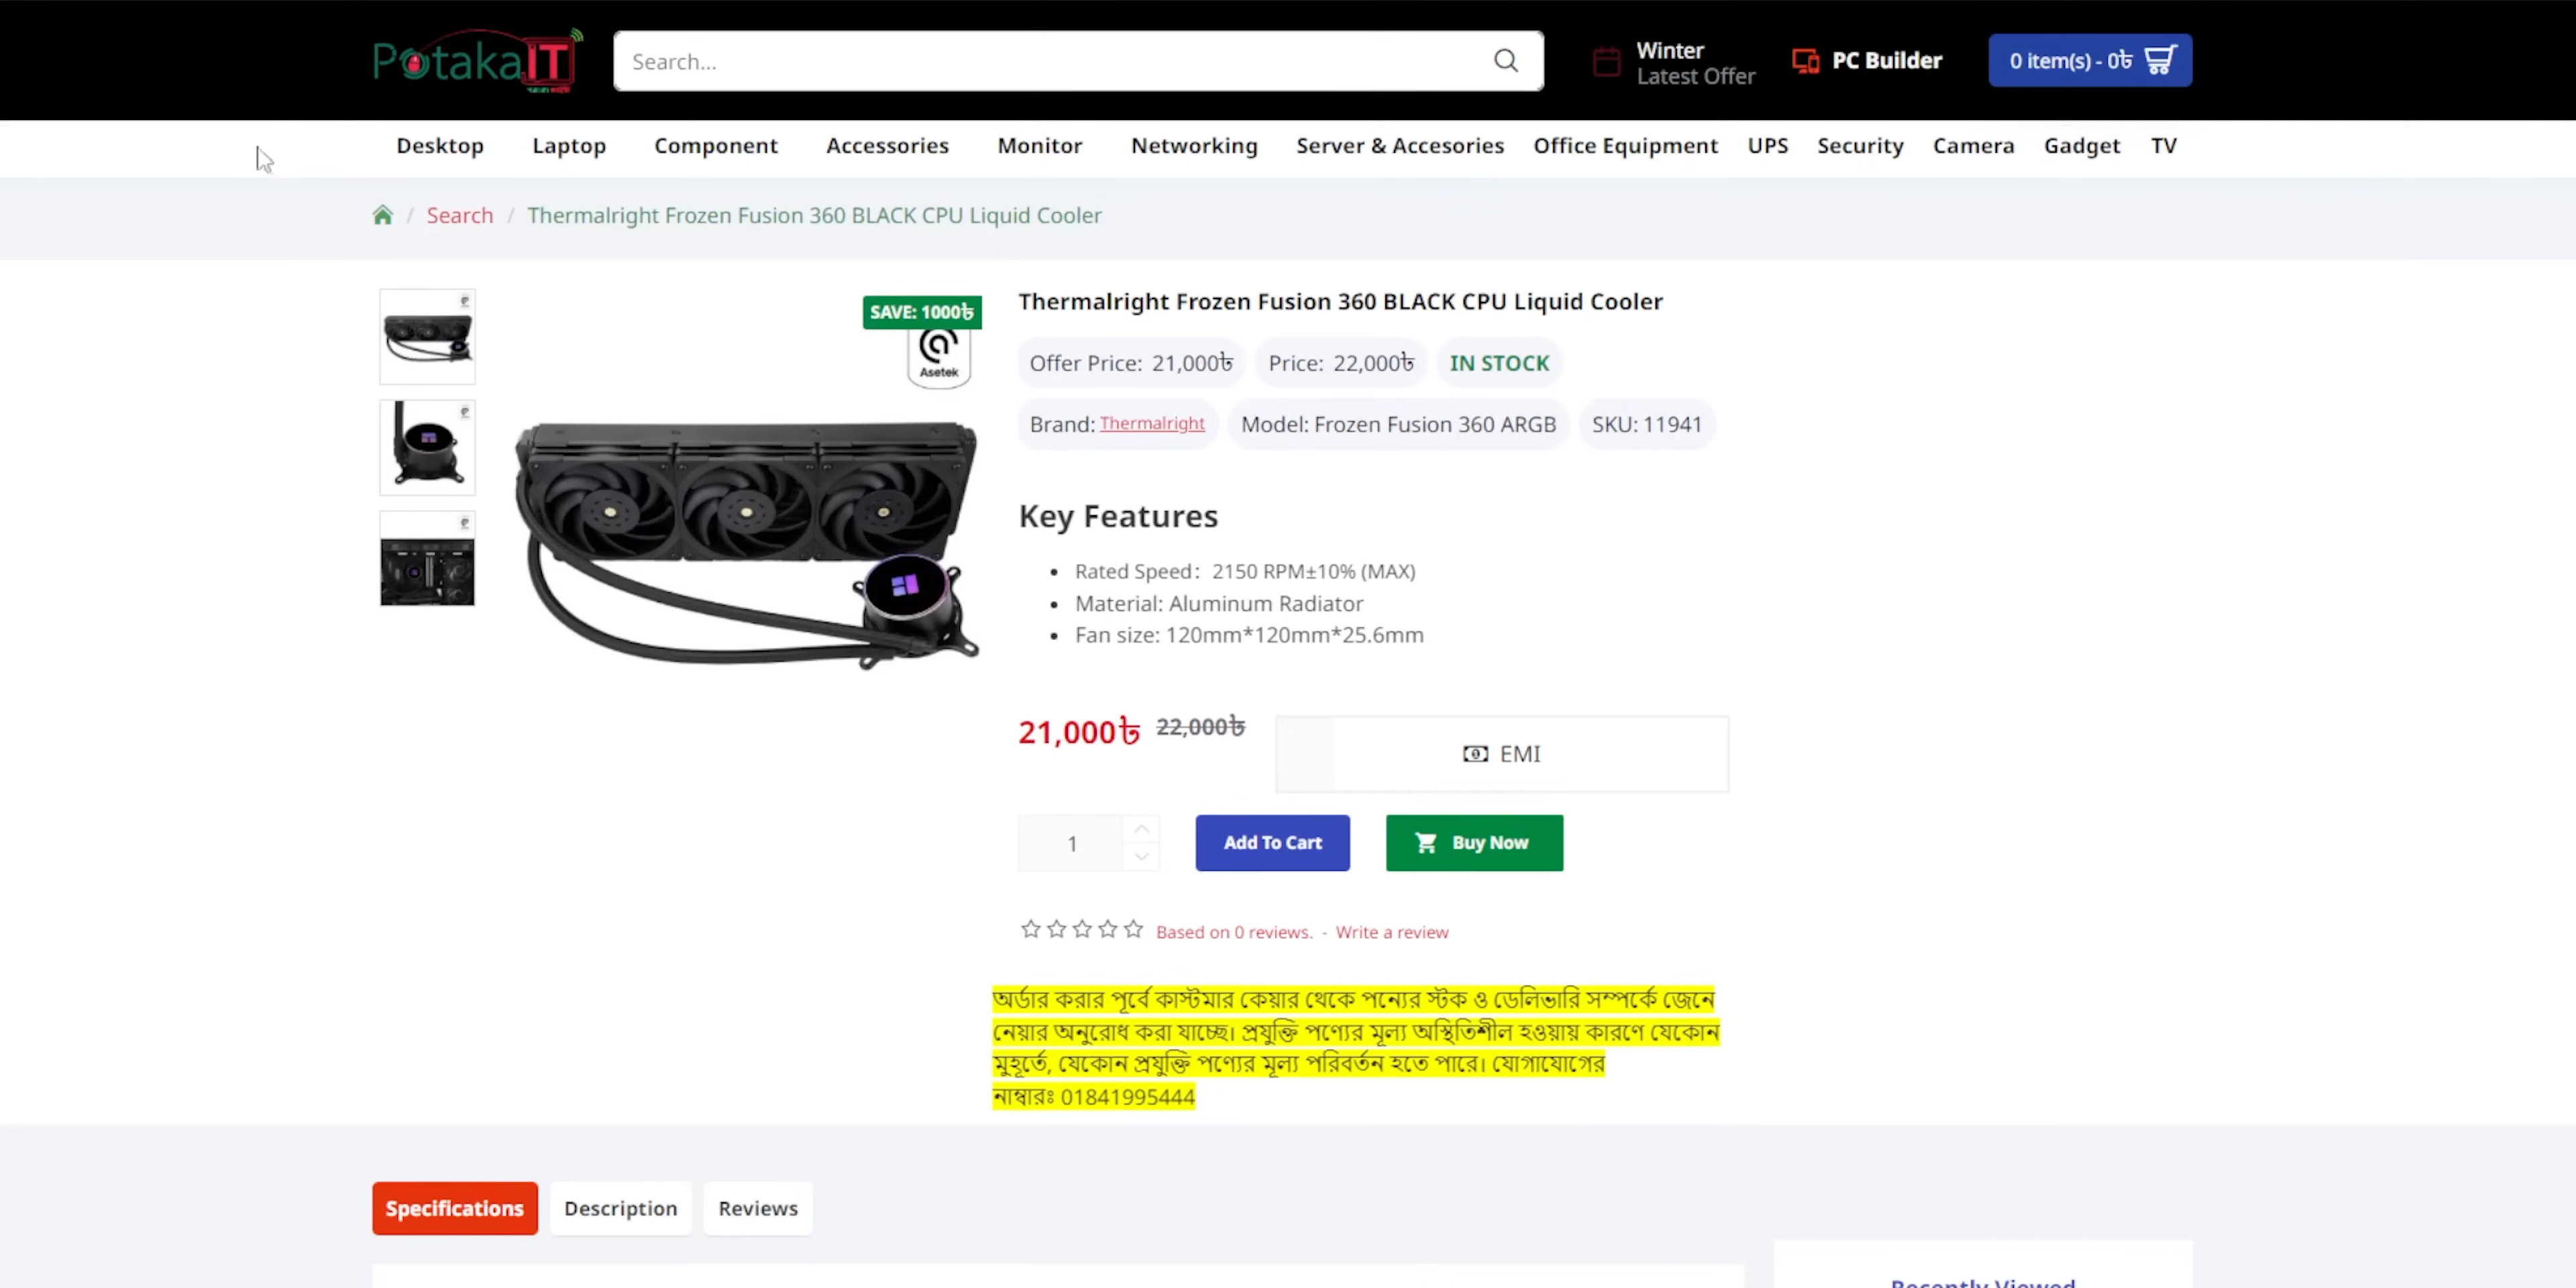 PotakaIT
Search...
Winter
Latest Offer
PC Builder
0 item(s) - 0৳
Desktop Laptop Component Accessories Monitor Networking Server & Accesories Office Equipment UPS Security Camera Gadget TV
/ Search / Thermalright Frozen Fusion 360 BLACK CPU Liquid Cooler
SAVE: 1000৳
Asetek
Thermalright Frozen Fusion 360 BLACK CPU Liquid Cooler
Offer Price: 21,000৳ Price: 22,000৳ IN STOCK
Brand: Thermalright Model: Frozen Fusion 360 ARGB SKU: 11941
Key Features
• Rated Speed: 2150 RPM±10% (MAX)
• Material: Aluminum Radiator
• Fan size: 120mm*120mm*25.6mm
21,000৳ 22,000৳
EMI
1 Add To Cart Buy Now
Based on 0 reviews. - Write a review
অর্ডার করার পূর্বে কাস্টমার কেয়ার থেকে পন্যের স্টক ও ডেলিভারি সম্পর্কে জেনে
নেয়ার অনুরোধ করা যাচ্ছে। প্রযুক্তি পণ্যের মূল্য অস্থিতিশীল হওয়ায় কারণে যেকোন
মুহূর্তে, যেকোন প্রযুক্তি পণ্যের মূল্য পরিবর্তন হতে পারে। যোগাযোগের
নাম্বারঃ 01841995444
Specifications Description Reviews
Recently Viewed